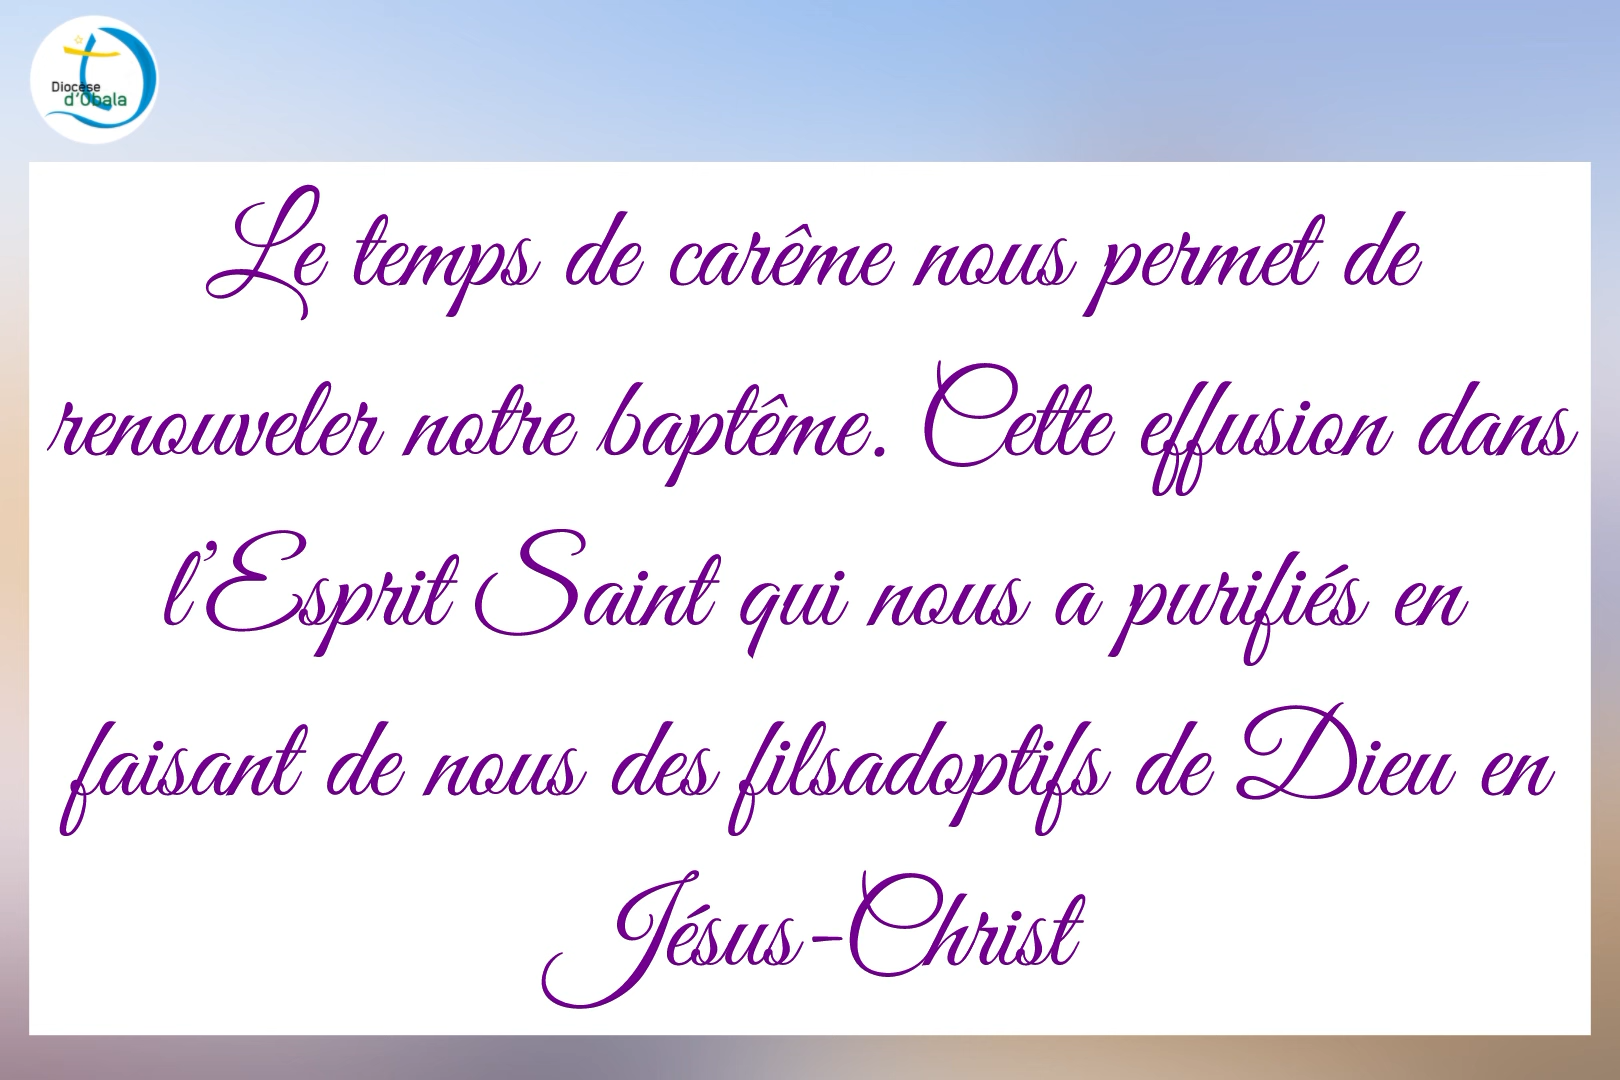 Diocèse
d'Obala
Le temps de carême nous permet de
renouveler notre baptême. Cette effusion dans
l'Esprit Saint qui nous a purifiés en
faisant de nous des filsadoptifs de Dieu en
Jésus-Christ